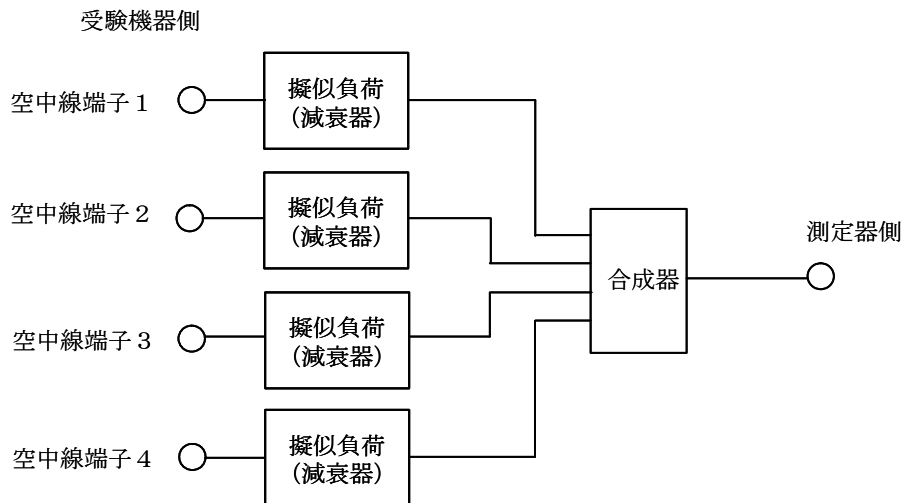 受験機器側
空中線端子１
擬似負荷
（減衰器）
空中線端子２
擬似負荷
（減衰器）
測定器側
合成器
空中線端子３
擬似負荷
（減衰器）
空中線端子４
擬似負荷
（減衰器）